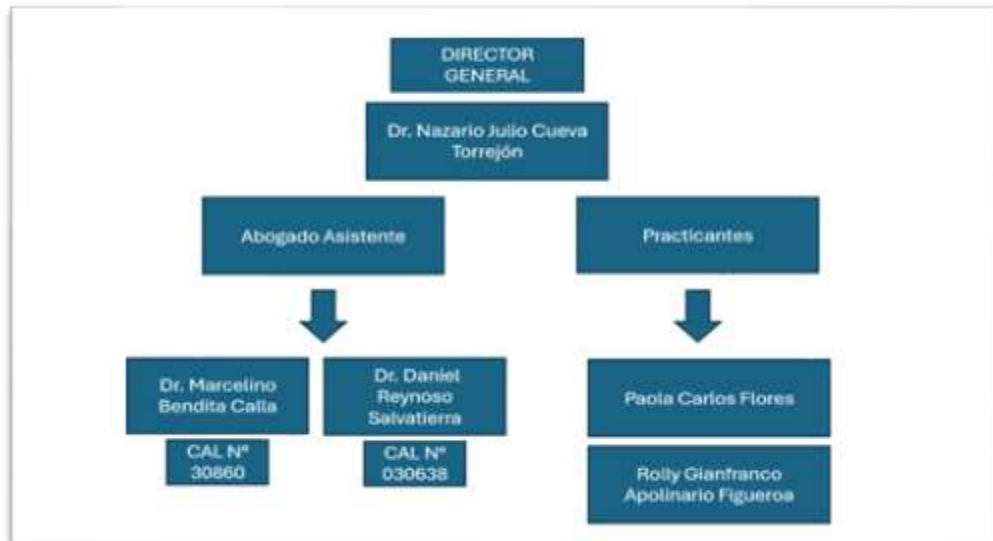 DIRECTOR
GENERAL
Dr. Nazario Julio Cueva
Torrejón
Abogado Asistente
Practicantes
Dr. Marcelino
Bendita Calla
Dr. Daniel
Reynoso
Salvatierra
Paola Carlos Flores
CAL N°
30860
CAL N°
030638
Rolly Gianfranco
Apolinario Figueroa